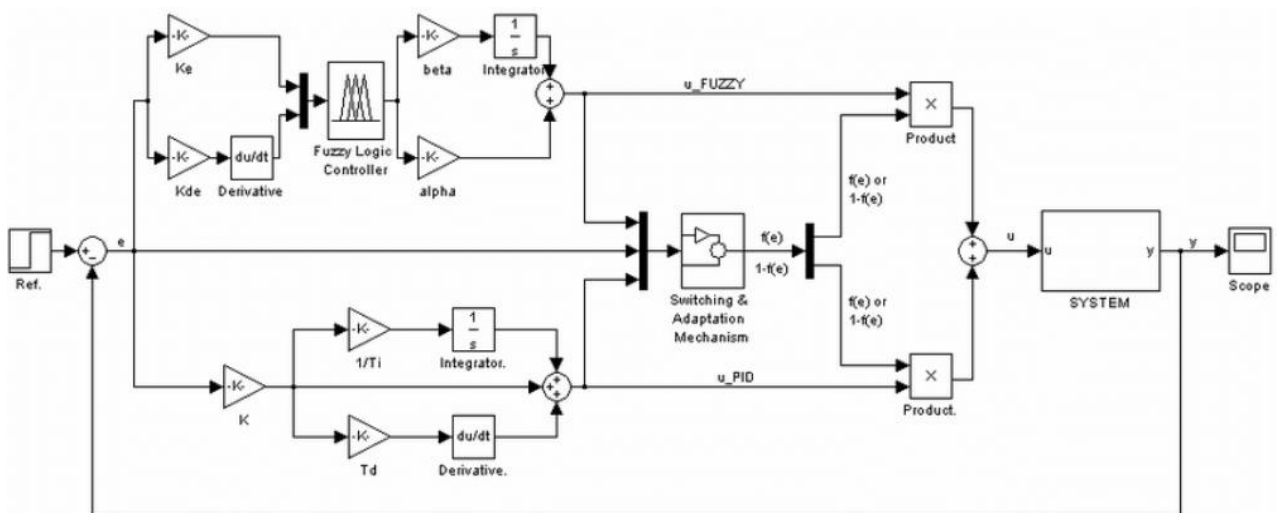 -K-
Ke
-K-
Kde
du/dt
Derivative
Fuzzy Logic
Controller
-K-
beta
1
s
Integrator
-K-
alpha
+
+
u_FUZZY
×
Product
Ref.
+
−
e
f(e)
1-f(e)
Switching &
Adaptation
Mechanism
f(e) or
1-f(e)
f(e) or
1-f(e)
+
+
u
u
y
SYSTEM
y
Scope
-K-
K
-K-
1/Ti
1
s
Integrator.
-K-
Td
du/dt
Derivative.
+
+
+
u_PID
×
Product.